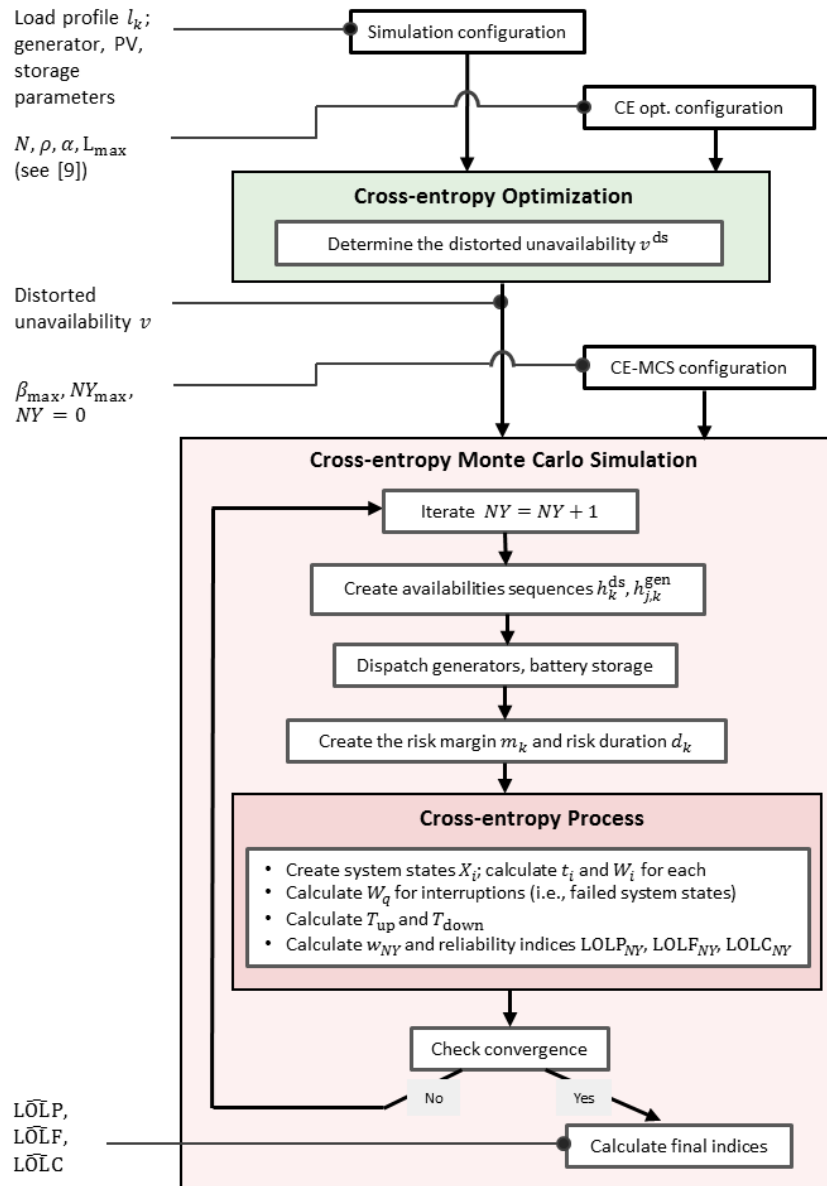 Load profile l_k;
generator, PV,
storage
parameters
Simulation configuration
CE opt. configuration
N, ρ, α, L_max
(see [9])
Cross-entropy Optimization
Determine the distorted unavailability v^ds
Distorted
unavailability v
CE-MCS configuration
β_max, NY_max,
NY = 0
Cross-entropy Monte Carlo Simulation
Iterate NY = NY + 1
Create availabilities sequences h_k^ds, h_{j,k}^gen
Dispatch generators, battery storage
Create the risk margin m_k and risk duration d_k
Cross-entropy Process
• Create system states X_i; calculate t_i and W_i for each
• Calculate W_q for interruptions (i.e., failed system states)
• Calculate T_up and T_down
• Calculate w_NY and reliability indices LOLP_NY, LOLF_NY, LOLC_NY
Check convergence
No
Yes
Calculate final indices
L͡OLP,
L͡OLF,
L͡OLC